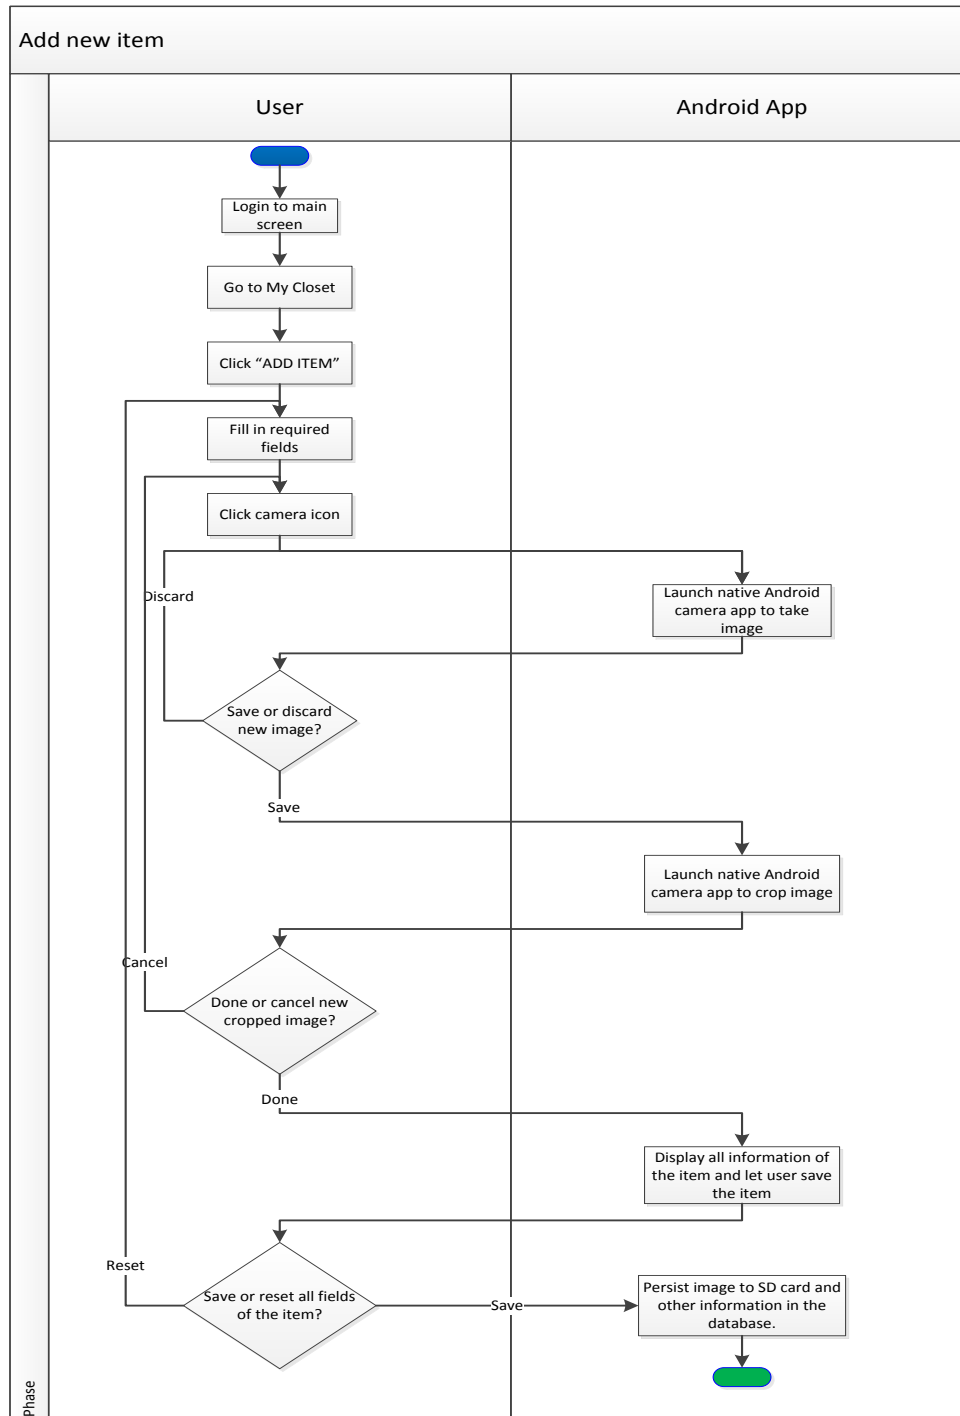 Add new item
User
Android App
Login to main
screen
Go to My Closet
Click “ADD ITEM”
Fill in required
fields
Click camera icon
Discard
Launch native Android
camera app to take
image
Save or discard
new image?
Save
Launch native Android
camera app to crop image
Cancel
Done or cancel new
cropped image?
Done
Display all information of
the item and let user save
the item
Reset
Save or reset all fields
of the item?
Save
Persist image to SD card and
other information in the
database.
Phase